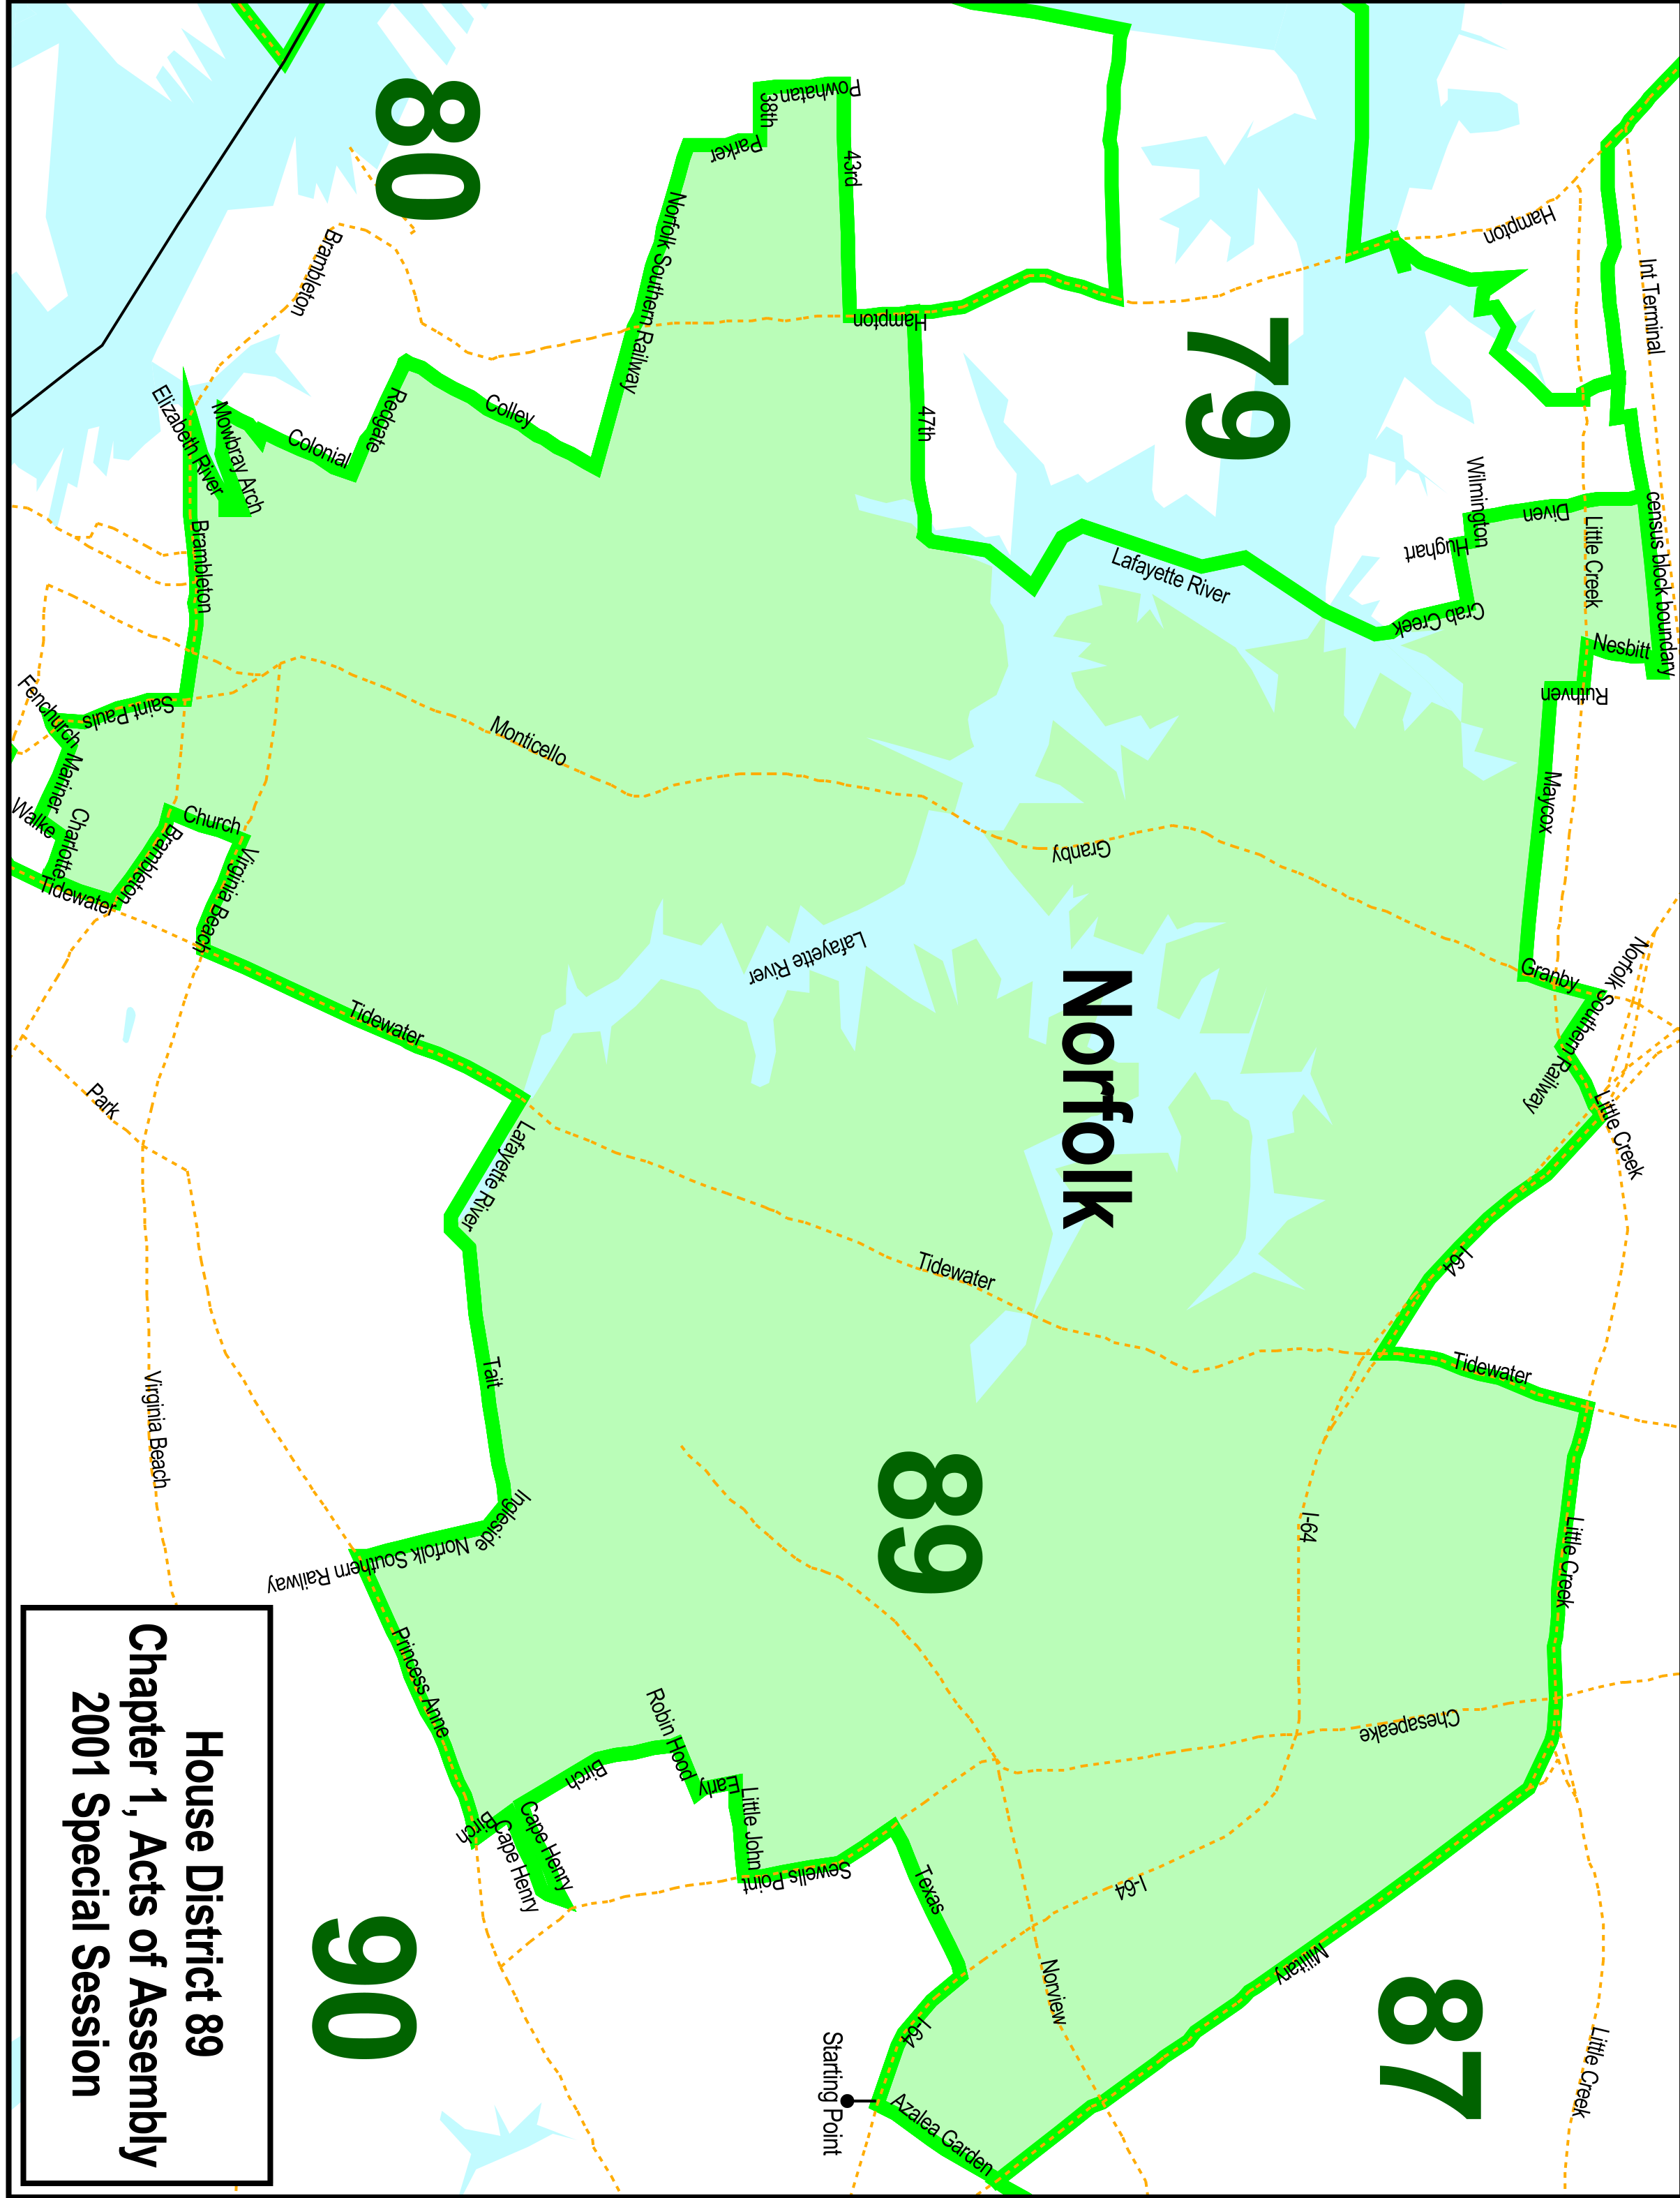 House District 89
Chapter 1, Acts of Assembly
2001 Special Session
Norfolk
80
79
89
90
87
Int Terminal
Hampton
census block boundary
Little Creek
Diven
Wilmington
Hughart
Crab Creek
Nesbitt
Ruthven
Maycox
Granby
Norfolk Southern Railway
Little Creek
I-64
Tidewater
Little Creek
Chesapeake
I-64
Military
Little Creek
Norview
I-64
Azalea Garden
Starting Point
I-64
Texas
Sewells Point
Little John
Early
Robin Hood
Birch
Cape Henry
Cape Henry
Birch
Princess Anne
Norfolk Southern Railway
Ingleside
Tait
Lafayette River
Tidewater
Tidewater
Virginia Beach
Park
Virginia Beach
Church
Brambleton
Tidewater
Charlotte
Walke
Mariner
Fenchurch
Saint Pauls
Brambleton
Elizabeth River
Mowbray Arch
Colonial
Redgate
Colley
Brambleton
Norfolk Southern Railway
Parker
38th
Powhatan
43rd
Hampton
47th
Lafayette River
Lafayette River
Monticello
Granby